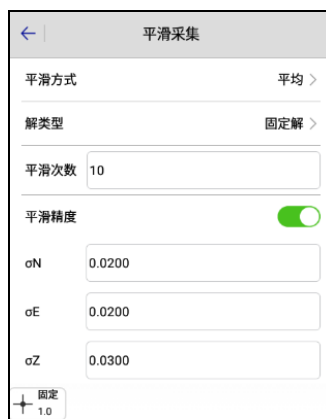 平滑采集
平滑方式 平均
解类型 固定解
平滑次数 10
平滑精度
σN 0.0200
σE 0.0200
σZ 0.0300
固定
1.0